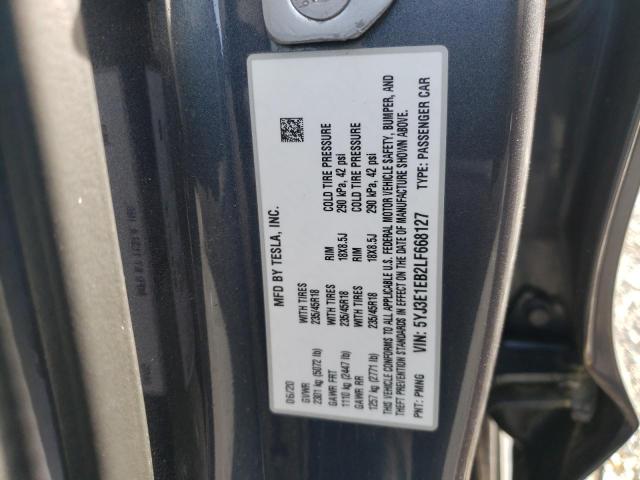 MFD BY TESLA, INC.
06/20
GVWR
2301 kg (5072 lb)
WITH TIRES
235/45R18
RIM
18X8.5J
COLD TIRE PRESSURE
290 kPa, 42 psi
GAWR FRT
1110 kg (2447 lb)
WITH TIRES
235/45R18
RIM
18X8.5J
COLD TIRE PRESSURE
290 kPa, 42 psi
GAWR RR
1257 kg (2771 lb)
THIS VEHICLE CONFORMS TO ALL APPLICABLE U.S. FEDERAL MOTOR VEHICLE SAFETY, BUMPER, AND
THEFT PREVENTION STANDARDS IN EFFECT ON THE DATE OF MANUFACTURE SHOWN ABOVE.
PNT: PMNG
VIN: 5YJ3E1EB2LF668127
TYPE: PASSENGER CAR